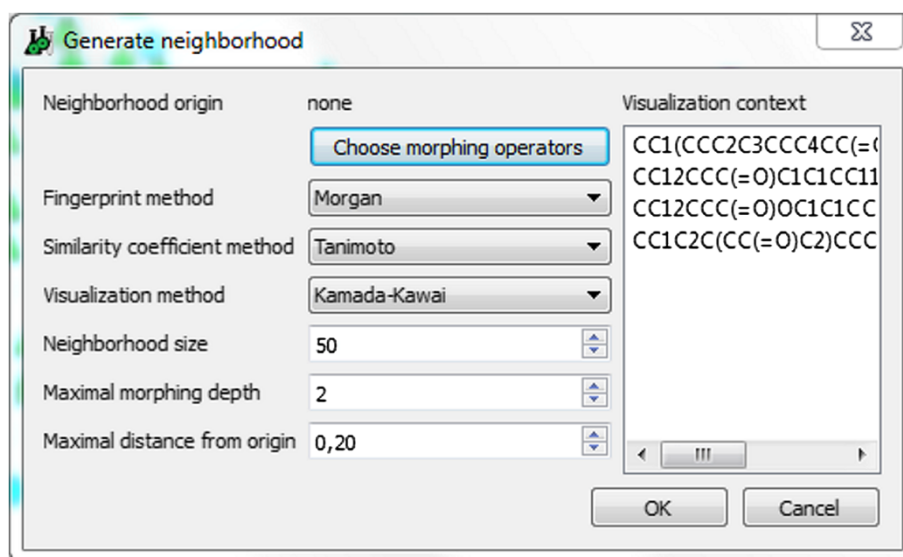 Generate neighborhood
Neighborhood origin none
Choose morphing operators
Fingerprint method Morgan
Similarity coefficient method Tanimoto
Visualization method Kamada-Kawai
Neighborhood size 50
Maximal morphing depth 2
Maximal distance from origin 0,20
Visualization context
CC1(CCC2C3CCC4CC(=
CC12CCC(=O)C1C1CC11
CC12CCC(=O)OC1C1CC
CC1C2C(CC(=O)C2)CCC
OK Cancel